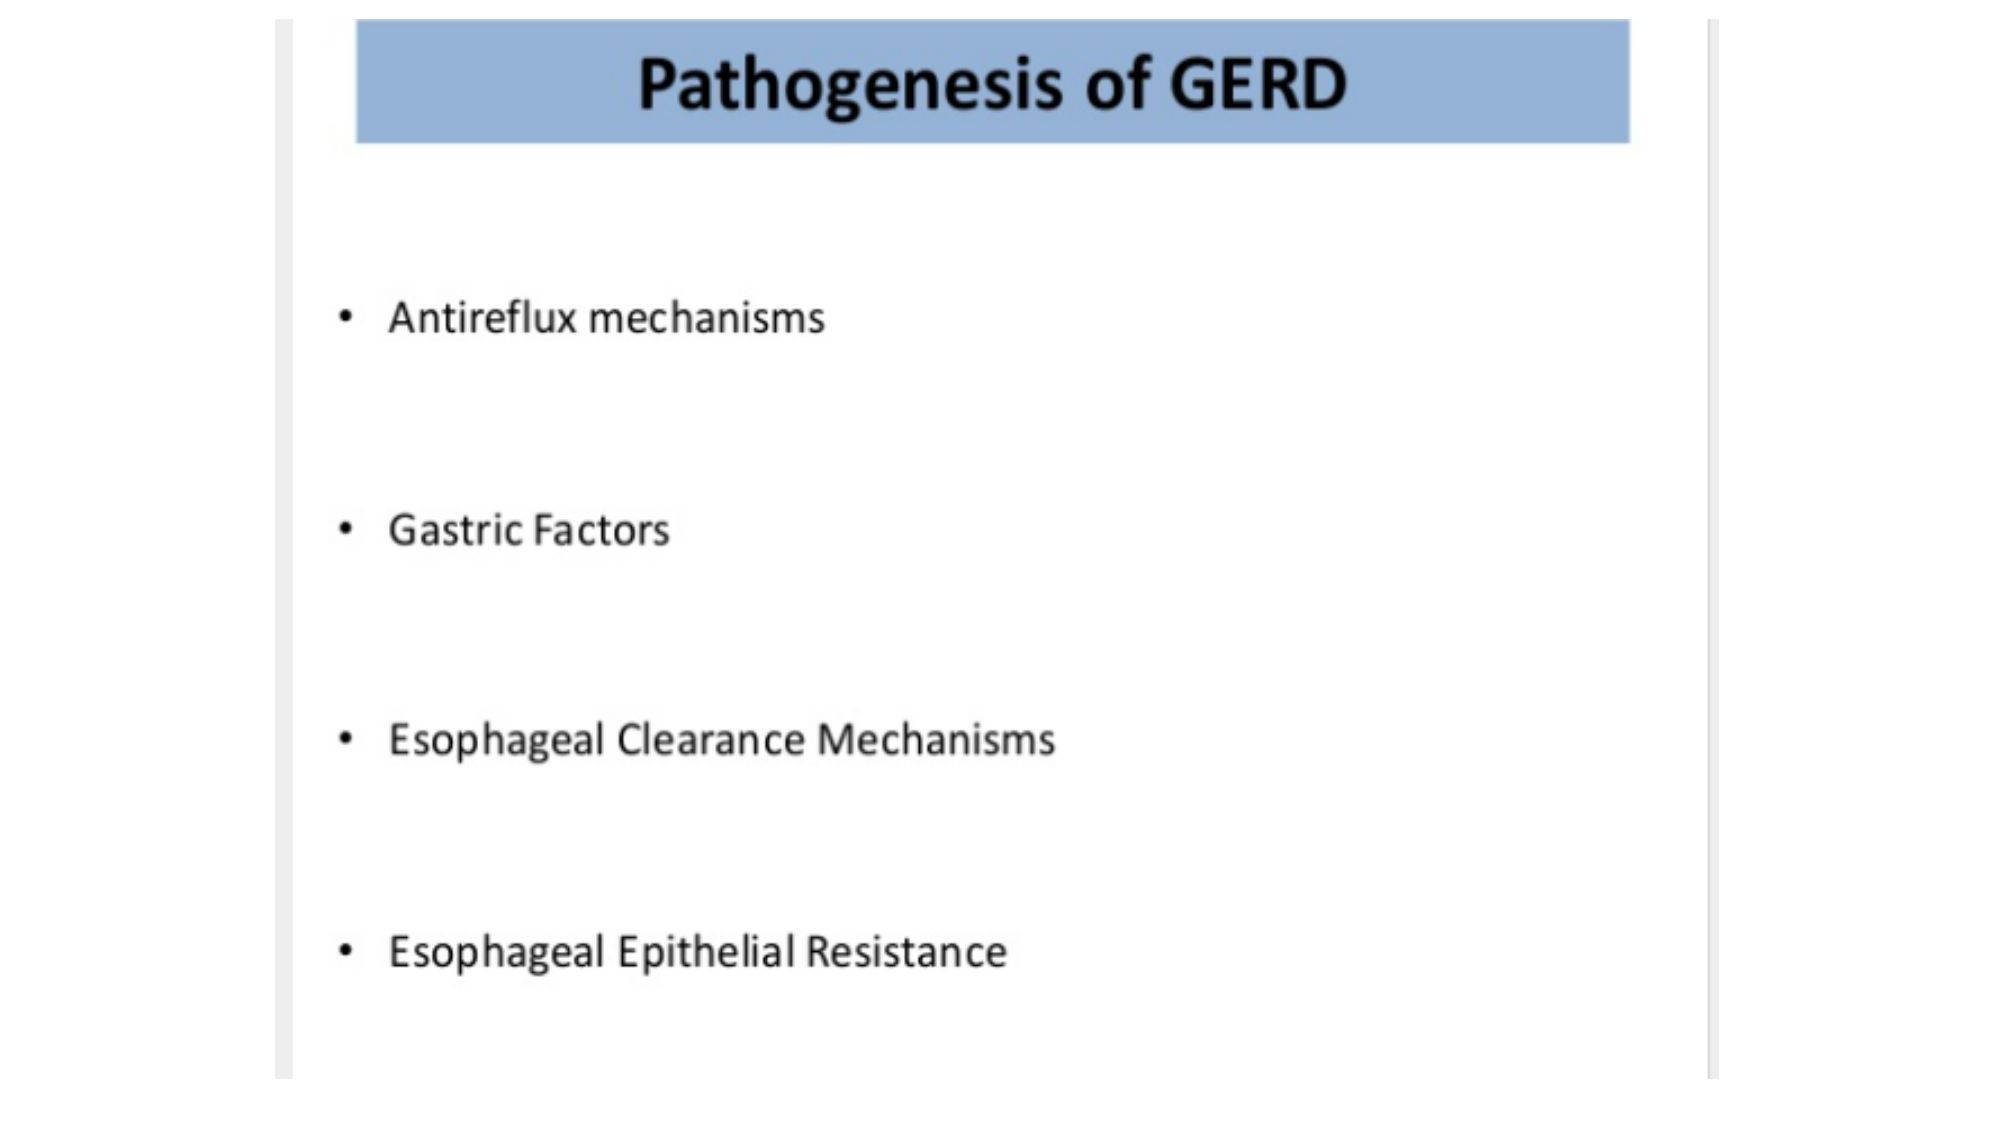 Pathogenesis of GERD
• Antireflux mechanisms
• Gastric Factors
• Esophageal Clearance Mechanisms
• Esophageal Epithelial Resistance